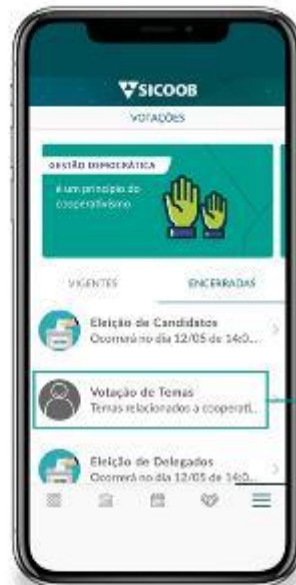 SICOOB
VOTAÇÕES
GESTÃO DEMOCRÁTICA
é um princípio do
cooperativismo
VIGENTES
ENCERRADAS
Eleição de Candidatos
Ocorrerá no dia 12/05 de 14:0...
Votação de Temas
Temas relacionados a cooperati...
Eleição de Delegados
Ocorrerá no dia 12/05 de 14:0...